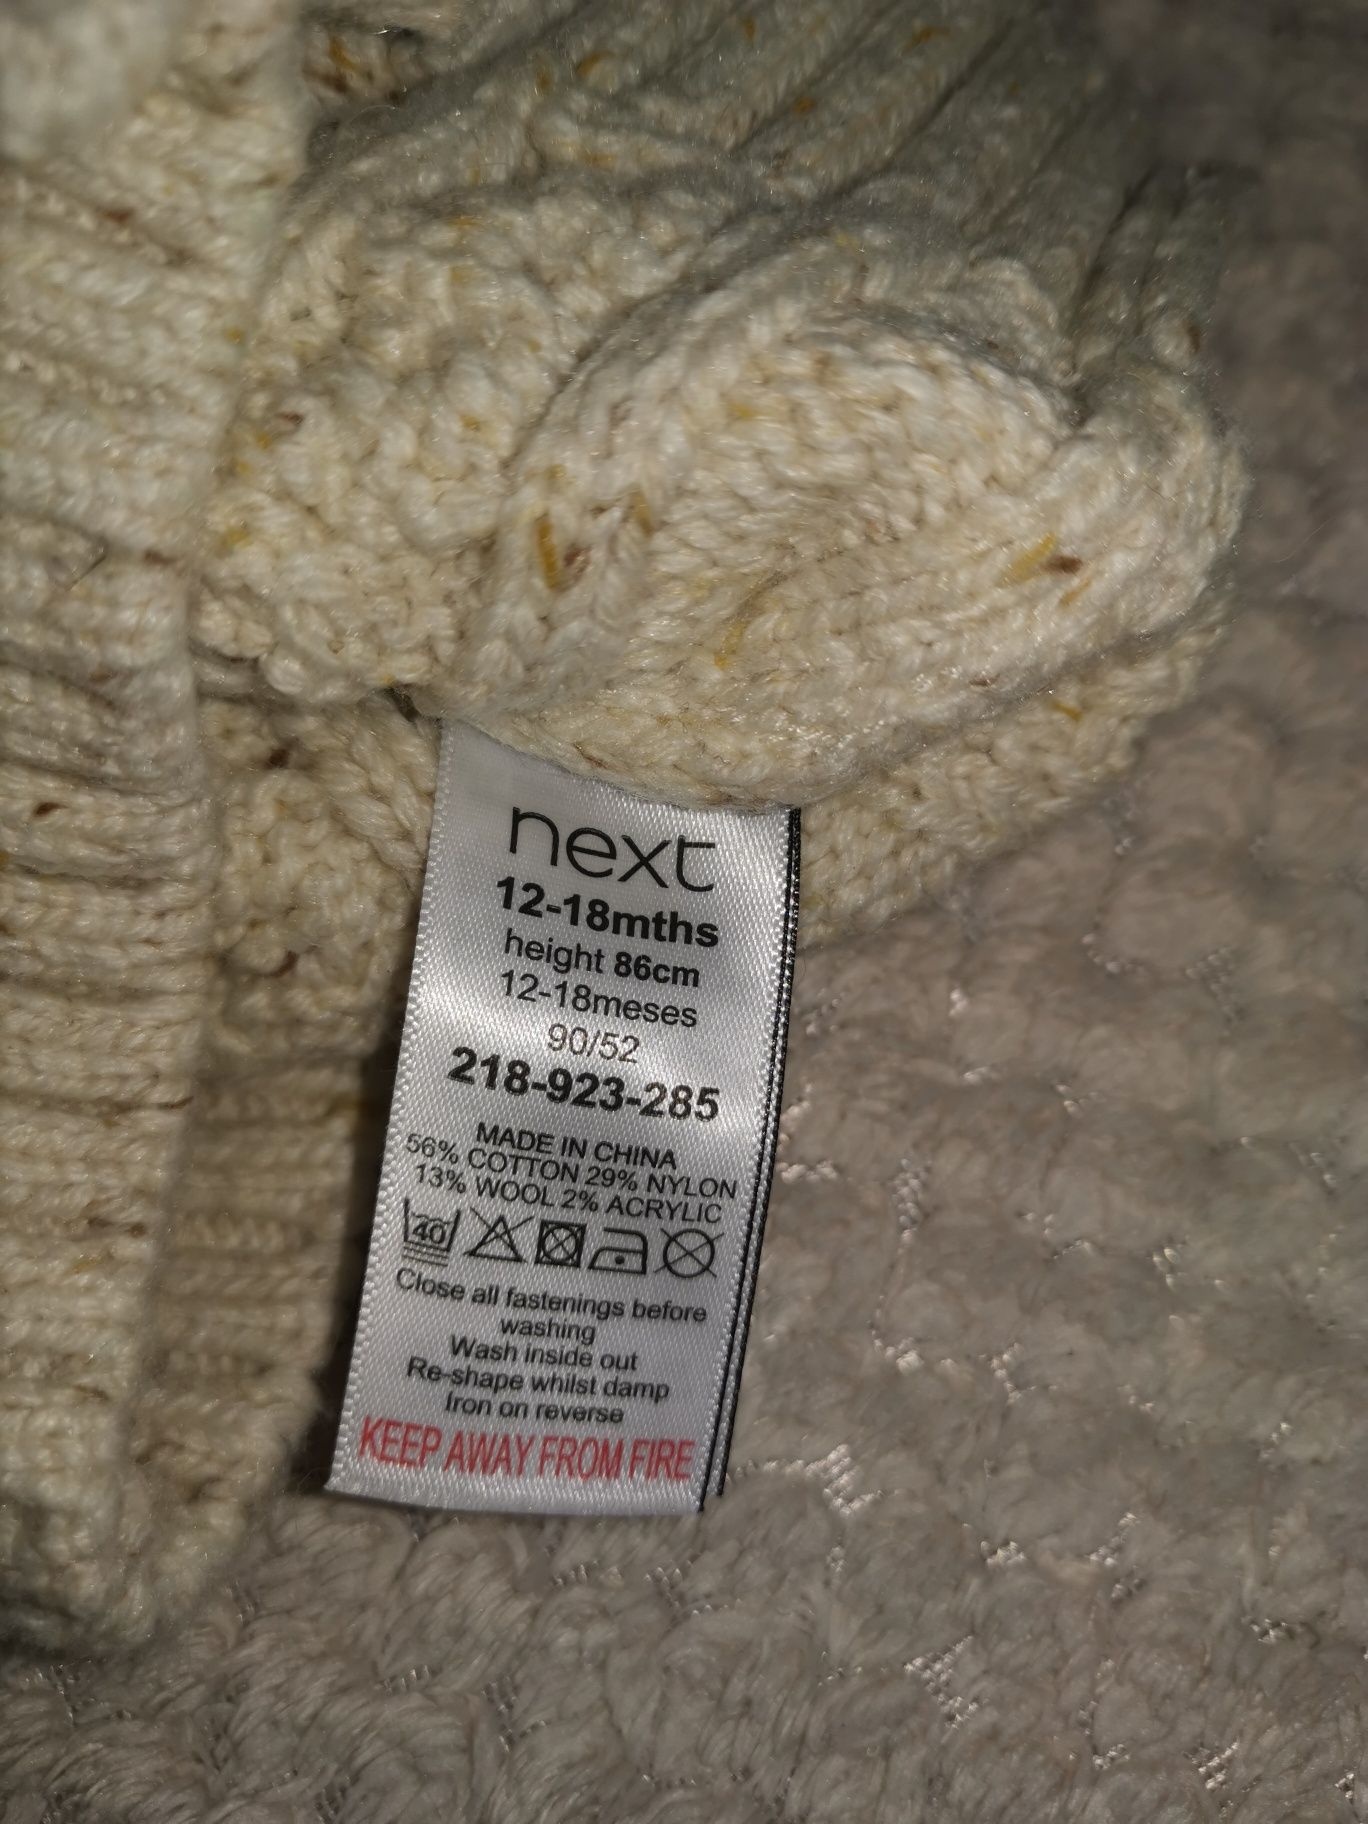 next
12-18mths
height 86cm
12-18meses
90/52
218-923-285
MADE IN CHINA
56% COTTON 29% NYLON
13% WOOL 2% ACRYLIC
40
Close all fastenings before
washing
Wash inside out
Re-shape whilst damp
Iron on reverse
KEEP AWAY FROM FIRE